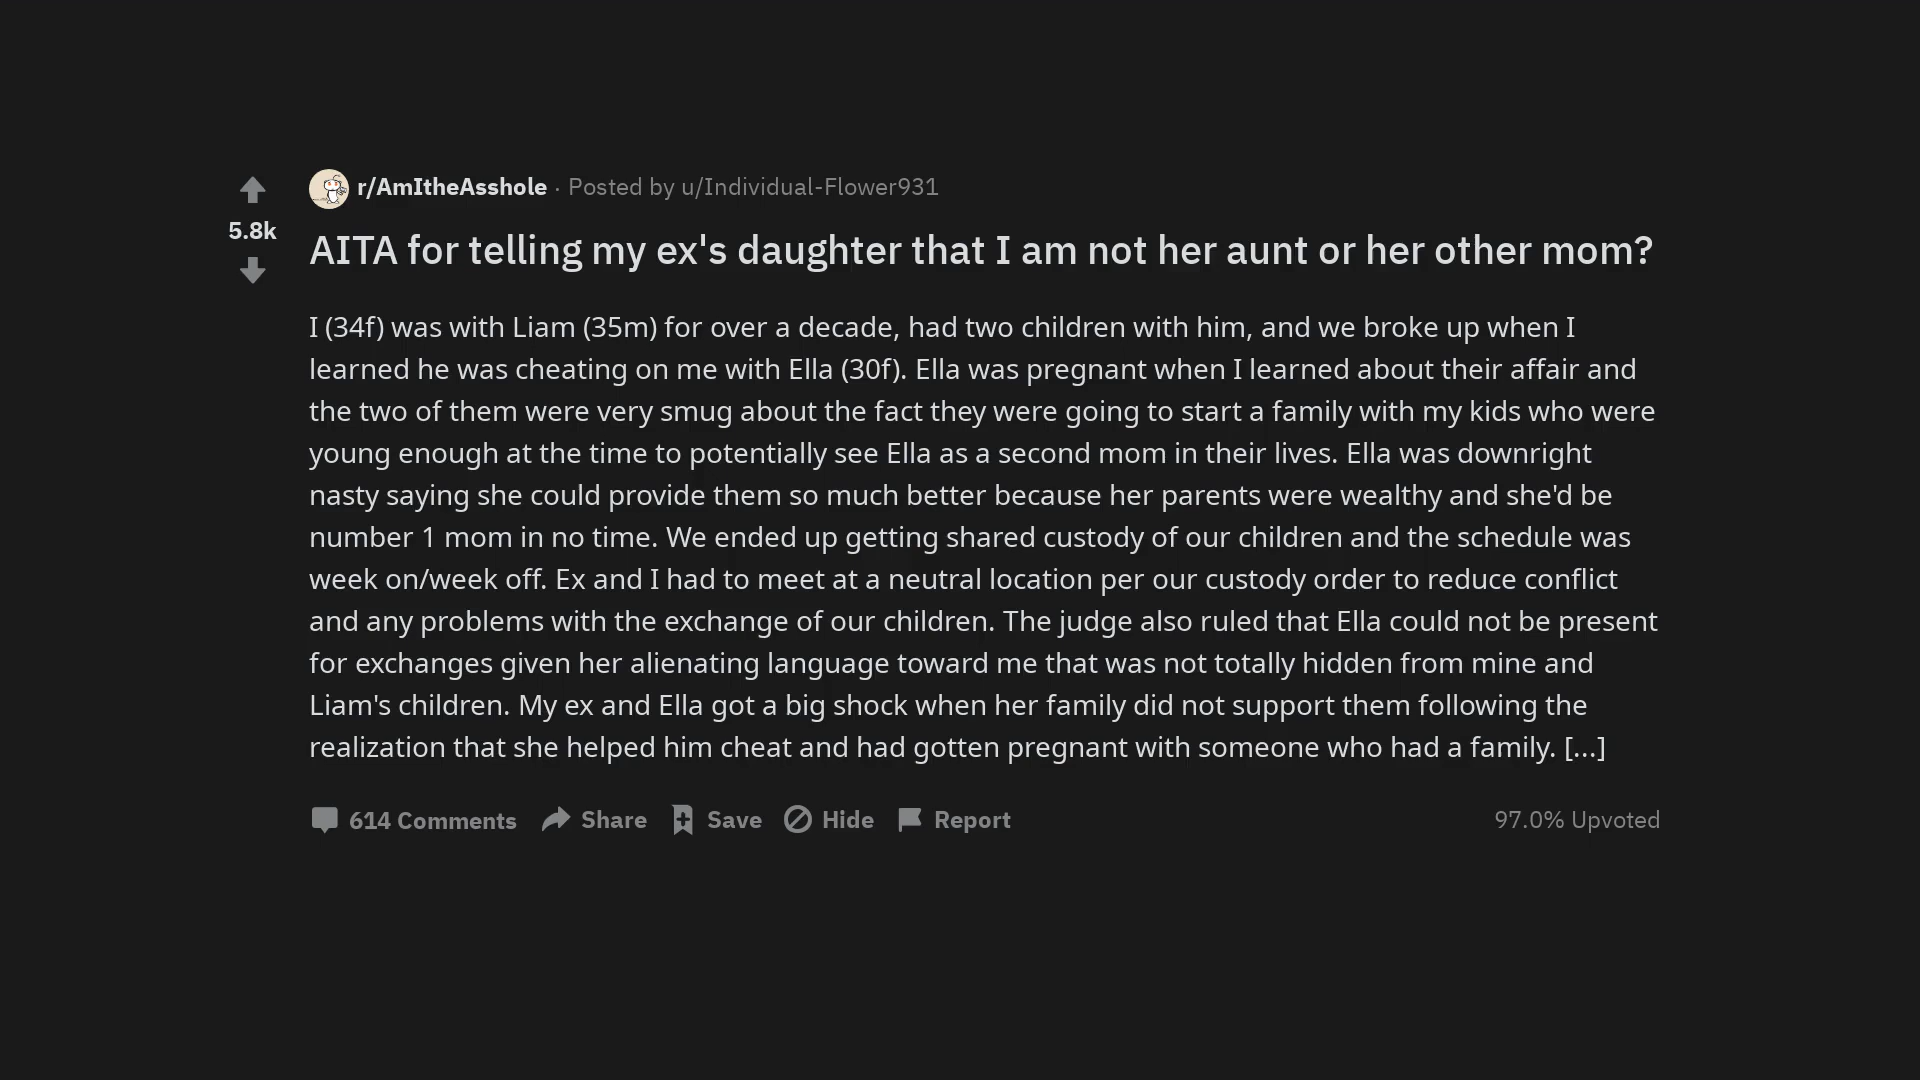 r/AmItheAsshole · Posted by u/Individual-Flower931
5.8k
AITA for telling my ex's daughter that I am not her aunt or her other mom?
I (34f) was with Liam (35m) for over a decade, had two children with him, and we broke up when I
learned he was cheating on me with Ella (30f). Ella was pregnant when I learned about their affair and
the two of them were very smug about the fact they were going to start a family with my kids who were
young enough at the time to potentially see Ella as a second mom in their lives. Ella was downright
nasty saying she could provide them so much better because her parents were wealthy and she'd be
number 1 mom in no time. We ended up getting shared custody of our children and the schedule was
week on/week off. Ex and I had to meet at a neutral location per our custody order to reduce conflict
and any problems with the exchange of our children. The judge also ruled that Ella could not be present
for exchanges given her alienating language toward me that was not totally hidden from mine and
Liam's children. My ex and Ella got a big shock when her family did not support them following the
realization that she helped him cheat and had gotten pregnant with someone who had a family. [...]
614 Comments Share Save Hide Report 97.0% Upvoted